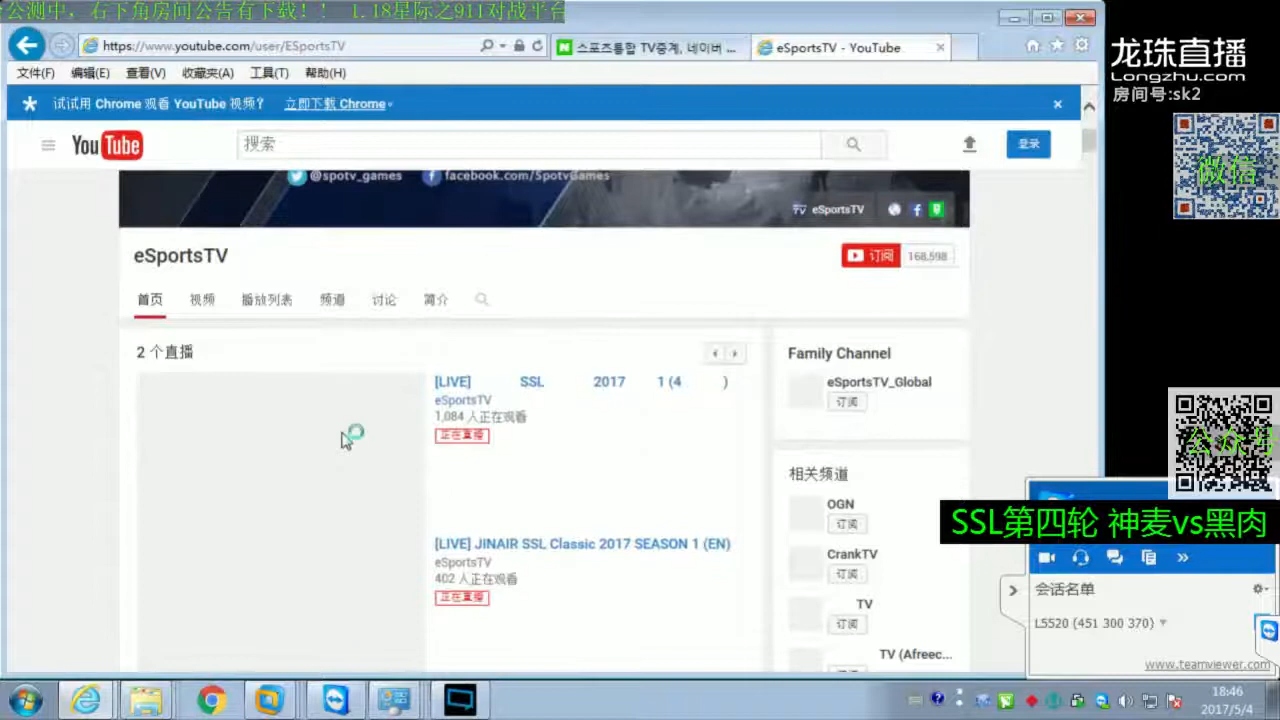 公测中，右下角房间公告有下载！！ 1.18星际之911对战平台
https://www.youtube.com/user/ESportsTV
스포츠통합 TV중계, 네이버 ...
eSportsTV - YouTube
龙珠直播
Longzhu.com
房间号:sk2
文件(F) 编辑(E) 查看(V) 收藏夹(A) 工具(T) 帮助(H)
试试用 Chrome 观看 YouTube 视频？ 立即下载 Chrome
YouTube
搜索
登录
微信
@spotv_games
facebook.com/SpotvGames
eSportsTV
eSportsTV
订阅 168,598
首页 视频 播放列表 频道 讨论 简介
2 个直播
[LIVE] SSL 2017 1 (4 )
eSportsTV
1,084 人正在观看
正在直播
[LIVE] JINAIR SSL Classic 2017 SEASON 1 (EN)
eSportsTV
402 人正在观看
正在直播
Family Channel
eSportsTV_Global
订阅
相关频道
OGN
订阅
CrankTV
订阅
TV
订阅
TV (Afreec...
公众号
SSL第四轮 神麦vs黑肉
会话名单
L5520 (451 300 370)
www.teamviewer.com
18:46
2017/5/4